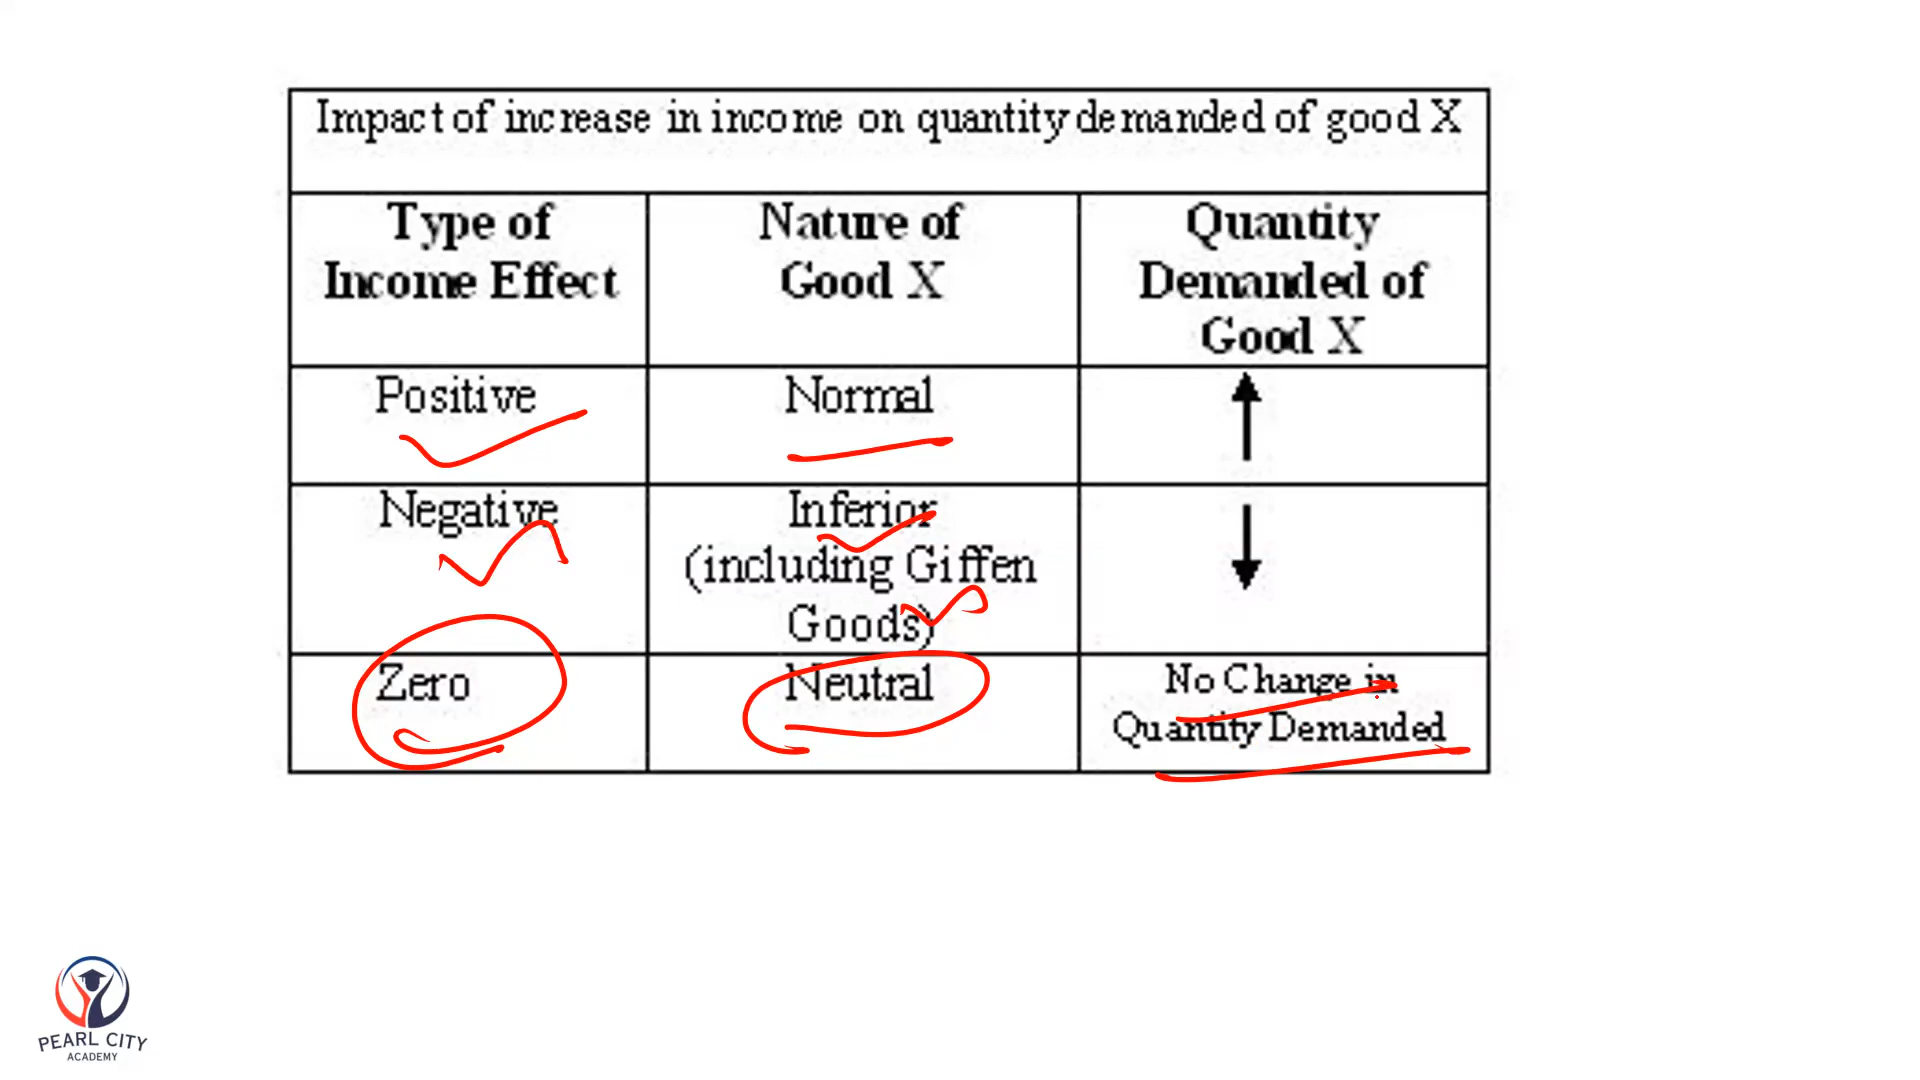 Impact of increase in income on quantity demanded of good X
Type of
Income Effect
Nature of
Good X
Quantity
Demanded of
Good X
Positive
Normal
Negative
Inferior
(including Giffen
Goods)
Zero
Neutral
No Change in
Quantity Demanded
PEARL CITY
ACADEMY